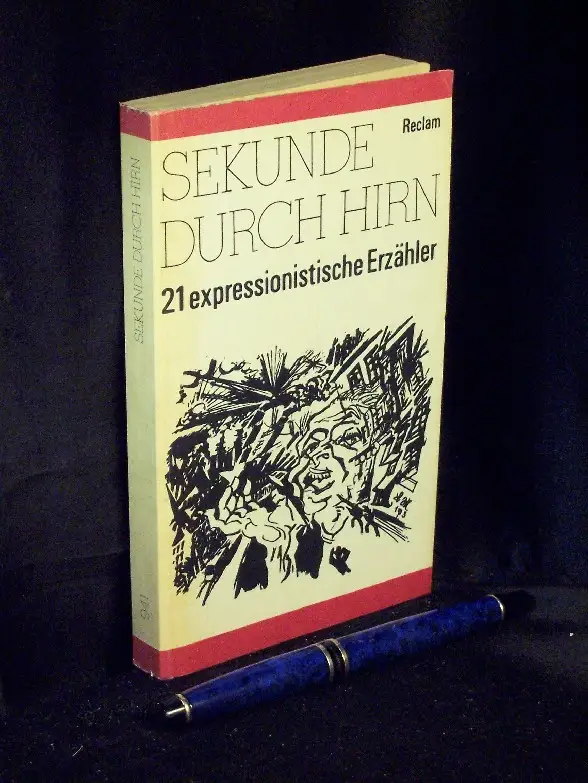 Reclam
SEKUNDE
DURCH HIRN
21 expressionistische Erzähler
SEKUNDE DURCH HIRN
941